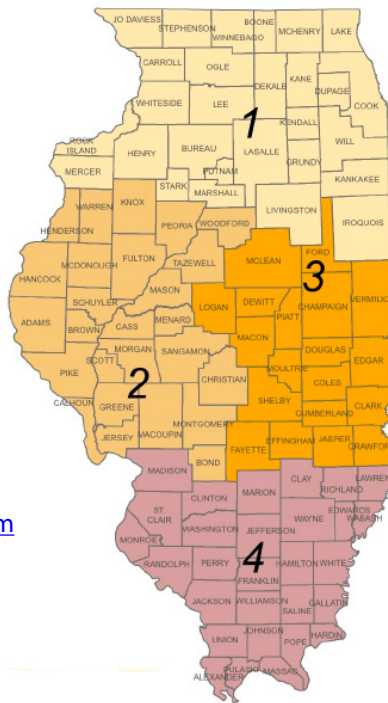 JO DAVIESS STEPHENSON WINNEBAGO BOONE MCHENRY LAKE
CARROLL OGLE DEKALB KANE COOK
WHITESIDE LEE DUPAGE
1 KENDALL WILL
ROCK ISLAND HENRY BUREAU LASALLE GRUNDY
MERCER PUTNAM KANKAKEE
STARK MARSHALL
KNOX LIVINGSTON IROQUOIS
WARREN PEORIA WOODFORD
HENDERSON FORD
FULTON TAZEWELL MCLEAN 3
HANCOCK MCDONOUGH
MASON LOGAN DEWITT CHAMPAIGN VERMILIO
SCHUYLER PIATT
ADAMS BROWN CASS MENARD MACON
MORGAN SANGAMON DOUGLAS EDGAR
SCOTT MOULTRIE
PIKE 2 CHRISTIAN COLES
CALHOUN GREENE SHELBY CUMBERLAND CLARK
MACOUPIN MONTGOMERY
JERSEY EFFINGHAM JASPER CRAWFOR
BOND FAYETTE
MADISON CLAY LAWREN
MARION RICHLAND
CLINTON
m ST. CLAIR WAYNE EDWARDS WABASH
WASHINGTON JEFFERSON
MONROE
RANDOLPH PERRY 4 HAMILTON WHITE
FRANKLIN
JACKSON WILLIAMSON SALINE GALLATIN
UNION JOHNSON POPE HARDIN
PULASKI MASSAC
ALEXANDER